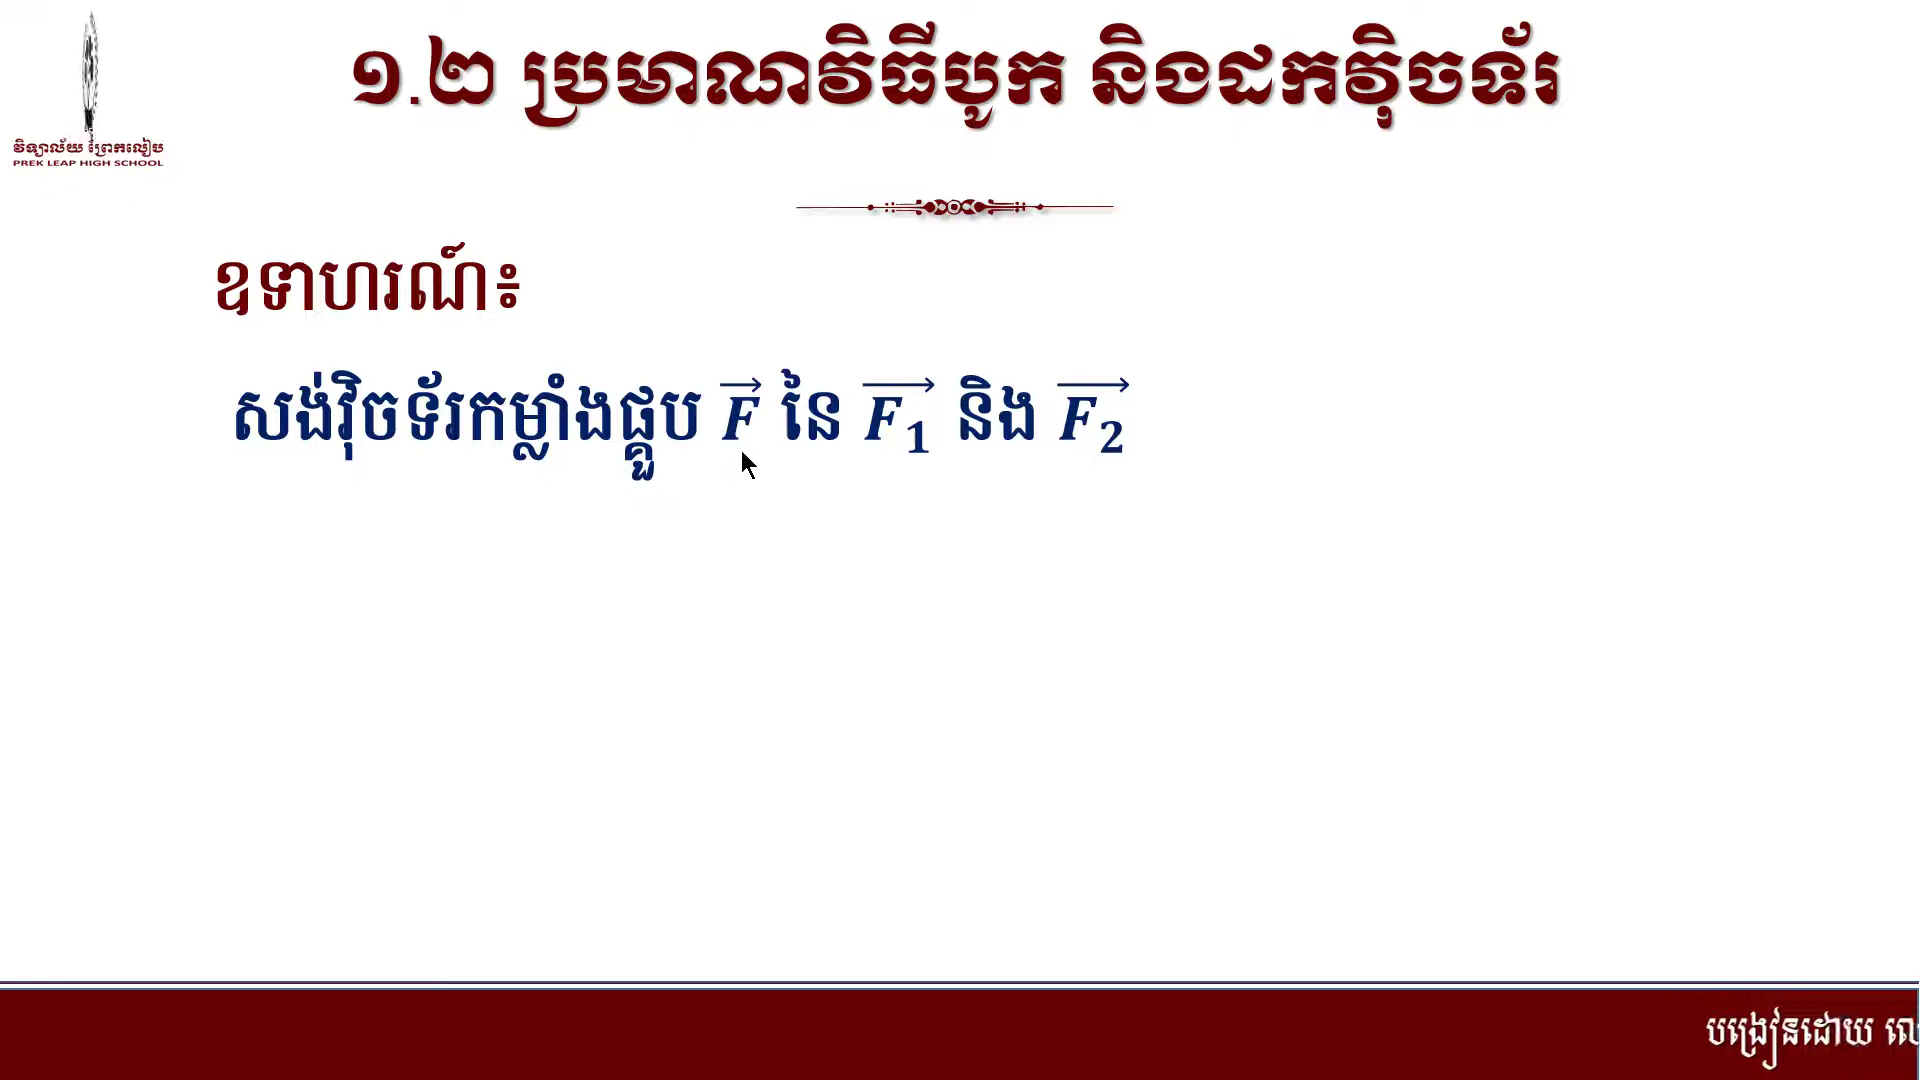 ១.២ ប្រមាណវិធីបូក និងដកវ៉ិចទ័រ
វិទ្យាល័យ ព្រែកលៀប
PREK LEAP HIGH SCHOOL
ឧទាហរណ៍៖
សង់វ៉ិចទ័រកម្លាំងផ្គួប F⃗ នៃ F₁⃗ និង F₂⃗
បង្រៀនដោយ